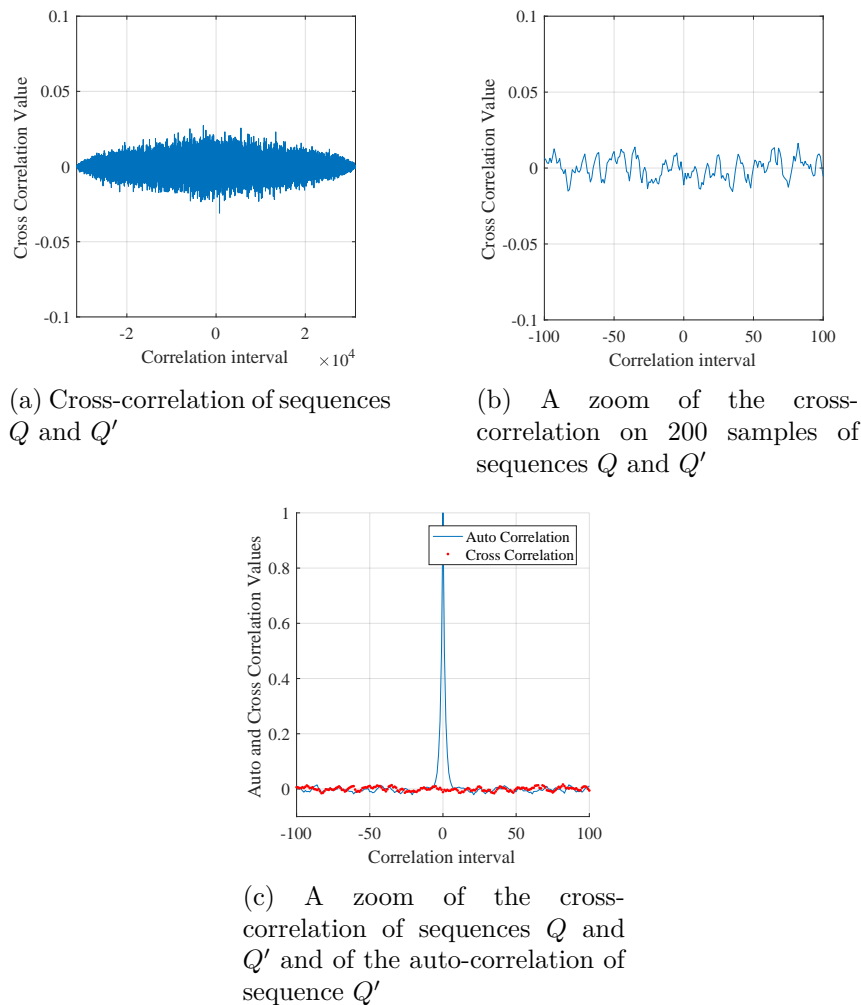 0.1
0.05
0
-0.05
-0.1
Cross Correlation Value
-2 0 2
×10^4
Correlation interval
(a) Cross-correlation of sequences
Q and Q′
0.1
0.05
0
-0.05
-0.1
Cross Correlation Value
-100 -50 0 50 100
Correlation interval
(b) A zoom of the cross-
correlation on 200 samples of
sequences Q and Q′
1
0.8
0.6
0.4
0.2
0
Auto and Cross Correlation Values
Auto Correlation
Cross Correlation
-100 -50 0 50 100
Correlation interval
(c) A zoom of the cross-
correlation of sequences Q and
Q′ and of the auto-correlation of
sequence Q′